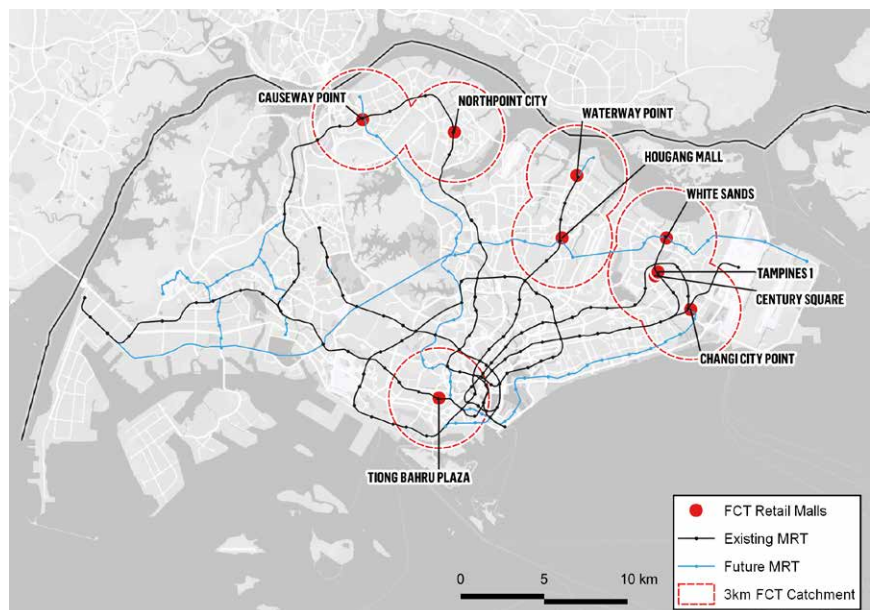 CAUSEWAY POINT
NORTHPOINT CITY
WATERWAY POINT
HOUGANG MALL
WHITE SANDS
TAMPINES 1
CENTURY SQUARE
CHANGI CITY POINT
TIONG BAHRU PLAZA
FCT Retail Malls
Existing MRT
Future MRT
3km FCT Catchment
0 5 10 km